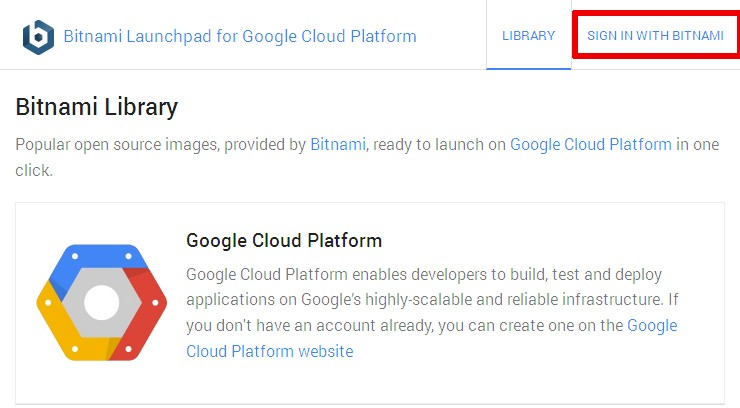 Bitnami Launchpad for Google Cloud Platform
LIBRARY
SIGN IN WITH BITNAMI
Bitnami Library
Popular open source images, provided by Bitnami, ready to launch on Google Cloud Platform in one
click.
Google Cloud Platform
Google Cloud Platform enables developers to build, test and deploy
applications on Google's highly-scalable and reliable infrastructure. If
you don't have an account already, you can create one on the Google
Cloud Platform website